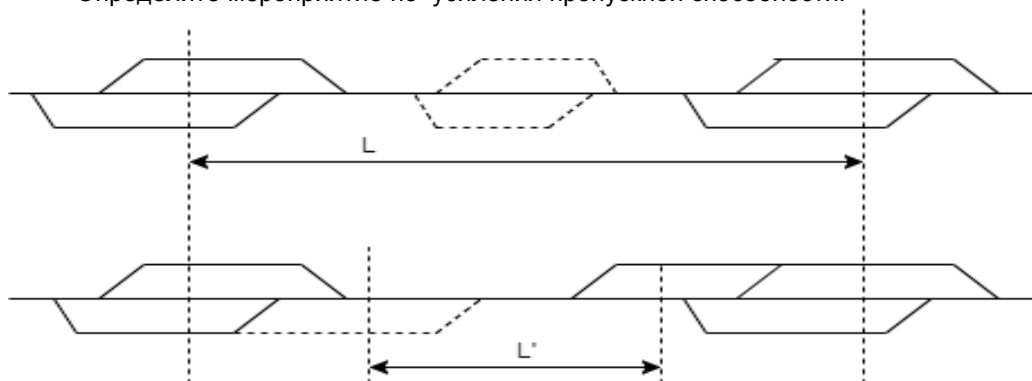 Определите мероприятие по усилению пропускной способности.
L
L'